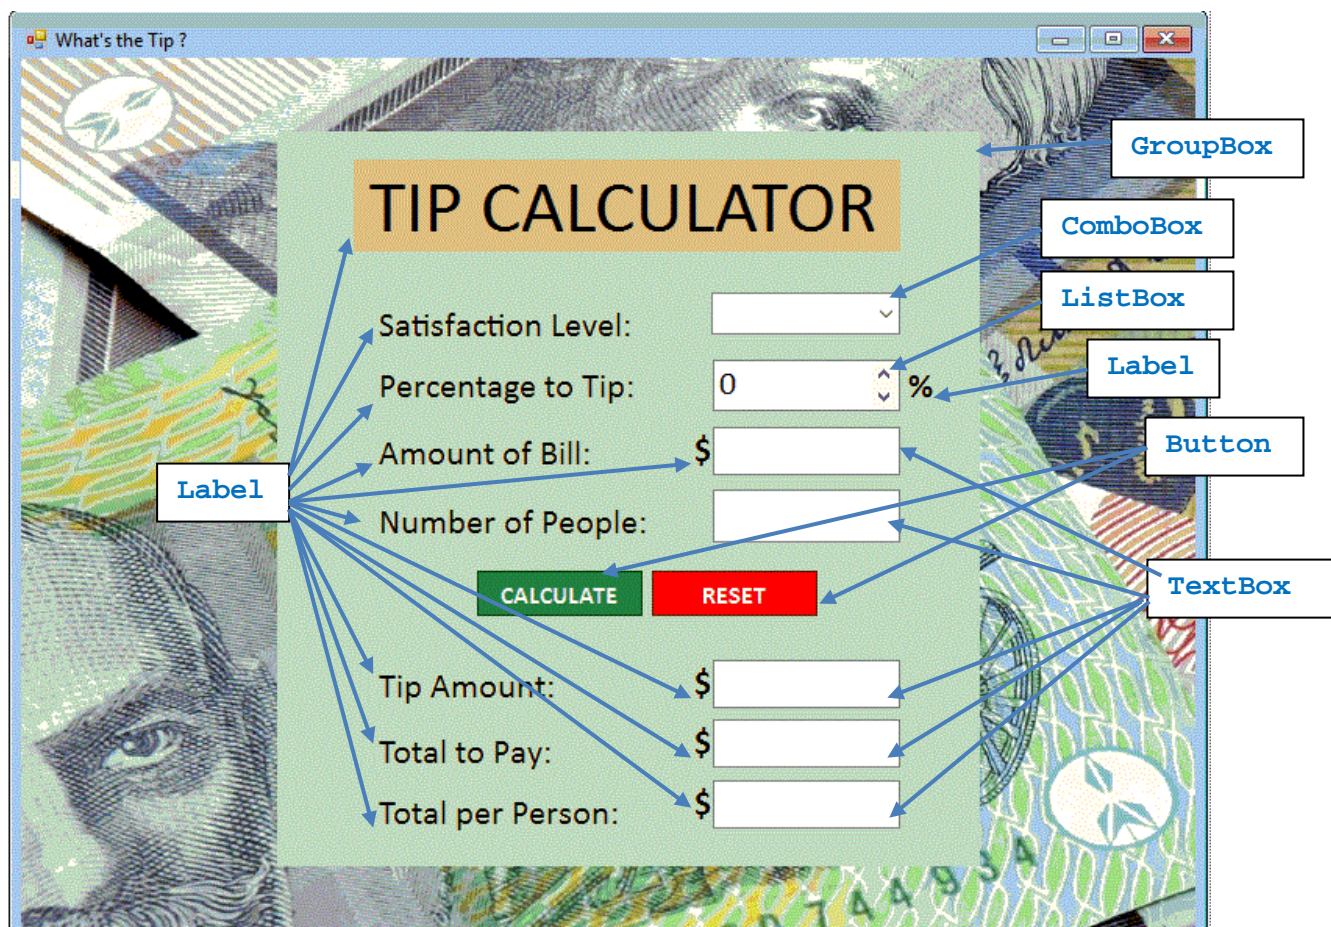 What's the Tip ?
GroupBox
TIP CALCULATOR
ComboBox
ListBox
Satisfaction Level:
Label
Percentage to Tip: 0 %
Button
Amount of Bill: $
Label
Number of People:
CALCULATE RESET
TextBox
Tip Amount: $
Total to Pay: $
Total per Person: $
744934